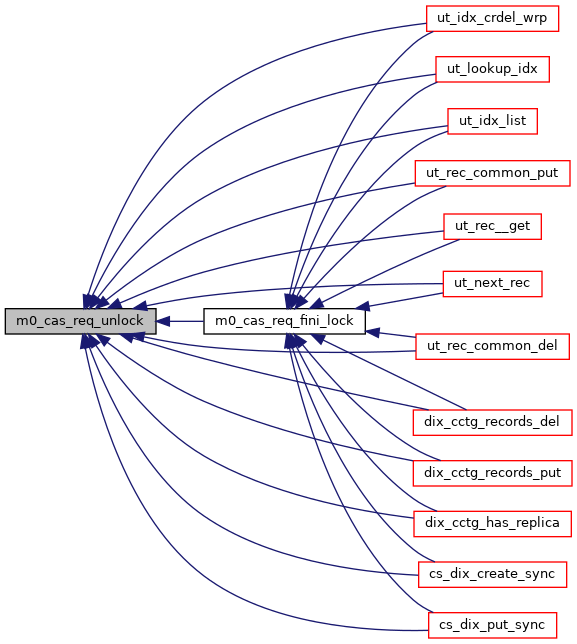 ut_idx_crdel_wrp
ut_lookup_idx
ut_idx_list
ut_rec_common_put
ut_rec__get
ut_next_rec
m0_cas_req_unlock
m0_cas_req_fini_lock
ut_rec_common_del
dix_cctg_records_del
dix_cctg_records_put
dix_cctg_has_replica
cs_dix_create_sync
cs_dix_put_sync